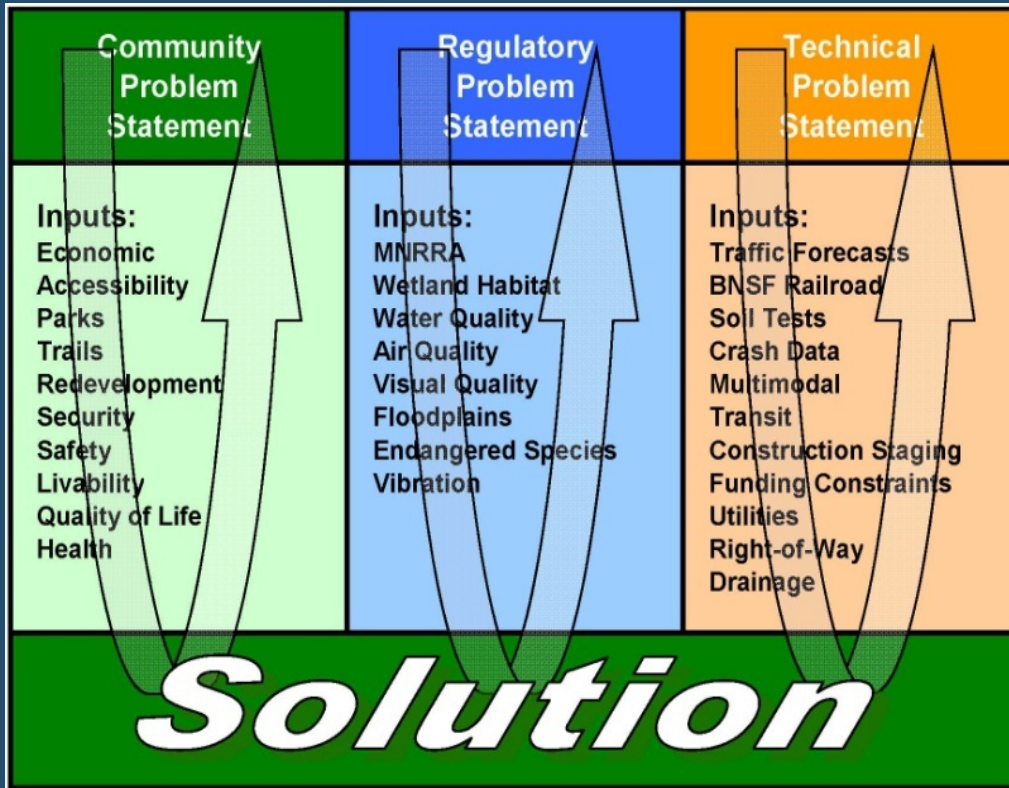 Community
Problem
Statement
Inputs:
Economic
Accessibility
Parks
Trails
Redevelopment
Security
Safety
Livability
Quality of Life
Health
Regulatory
Problem
Statement
Inputs:
MNRRA
Wetland Habitat
Water Quality
Air Quality
Visual Quality
Floodplains
Endangered Species
Vibration
Technical
Problem
Statement
Inputs:
Traffic Forecasts
BNSF Railroad
Soil Tests
Crash Data
Multimodal
Transit
Construction Staging
Funding Constraints
Utilities
Right-of-Way
Drainage
Solution